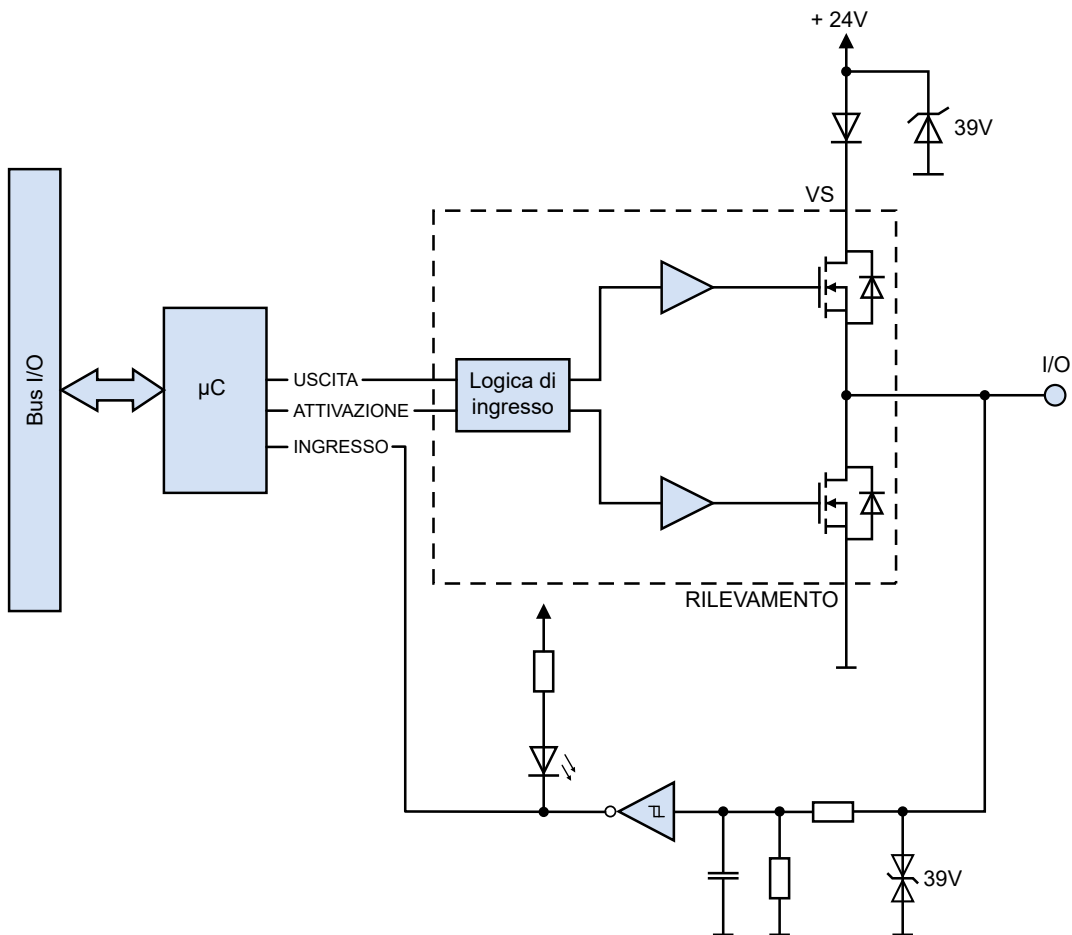 + 24V
39V
VS
Bus I/O
µC
USCITA
ATTIVAZIONE
INGRESSO
Logica di
ingresso
I/O
RILEVAMENTO
39V